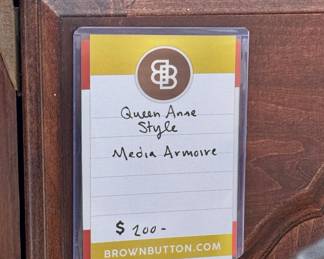 BB
Queen Anne
Style
Media Armoire
$ 200-
BROWNBUTTON.COM